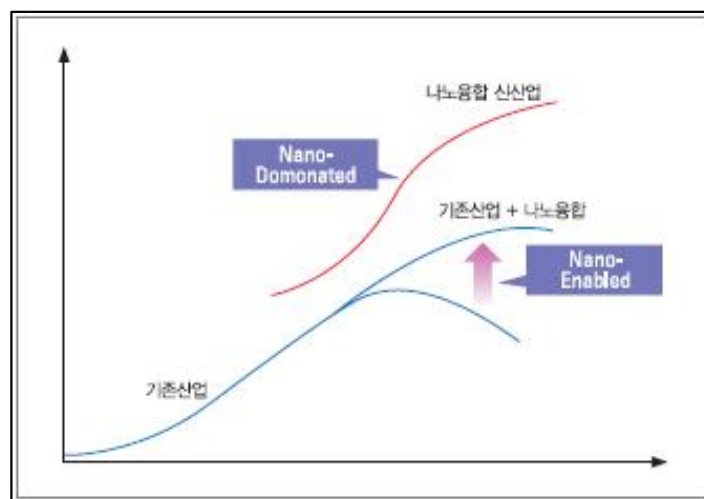 나노융합 신산업
Nano-
Domonated
기존산업 + 나노융합
Nano-
Enabled
기존산업